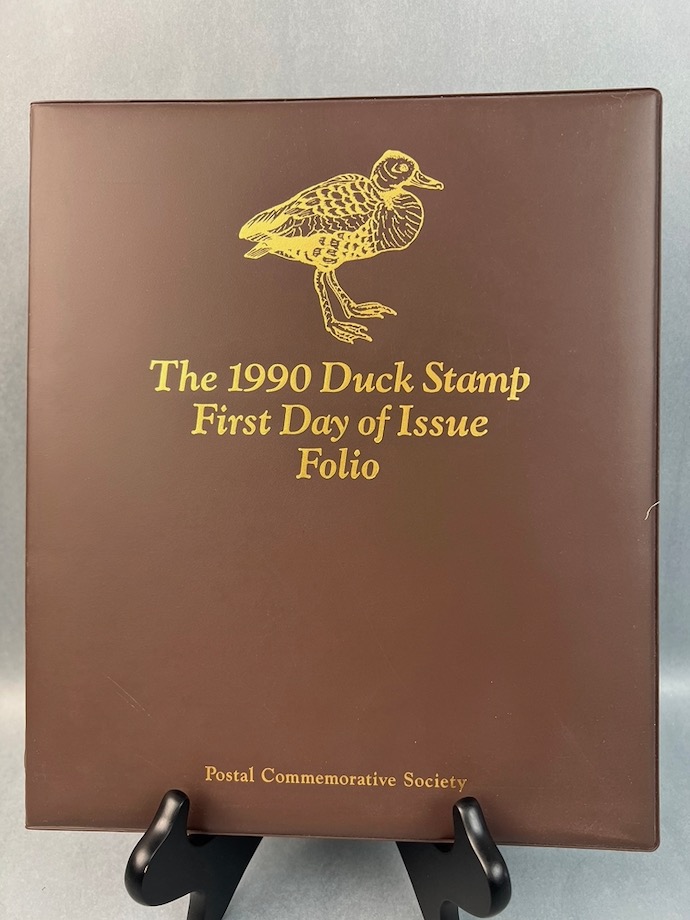 The 1990 Duck Stamp
First Day of Issue
Folio
Postal Commemorative Society